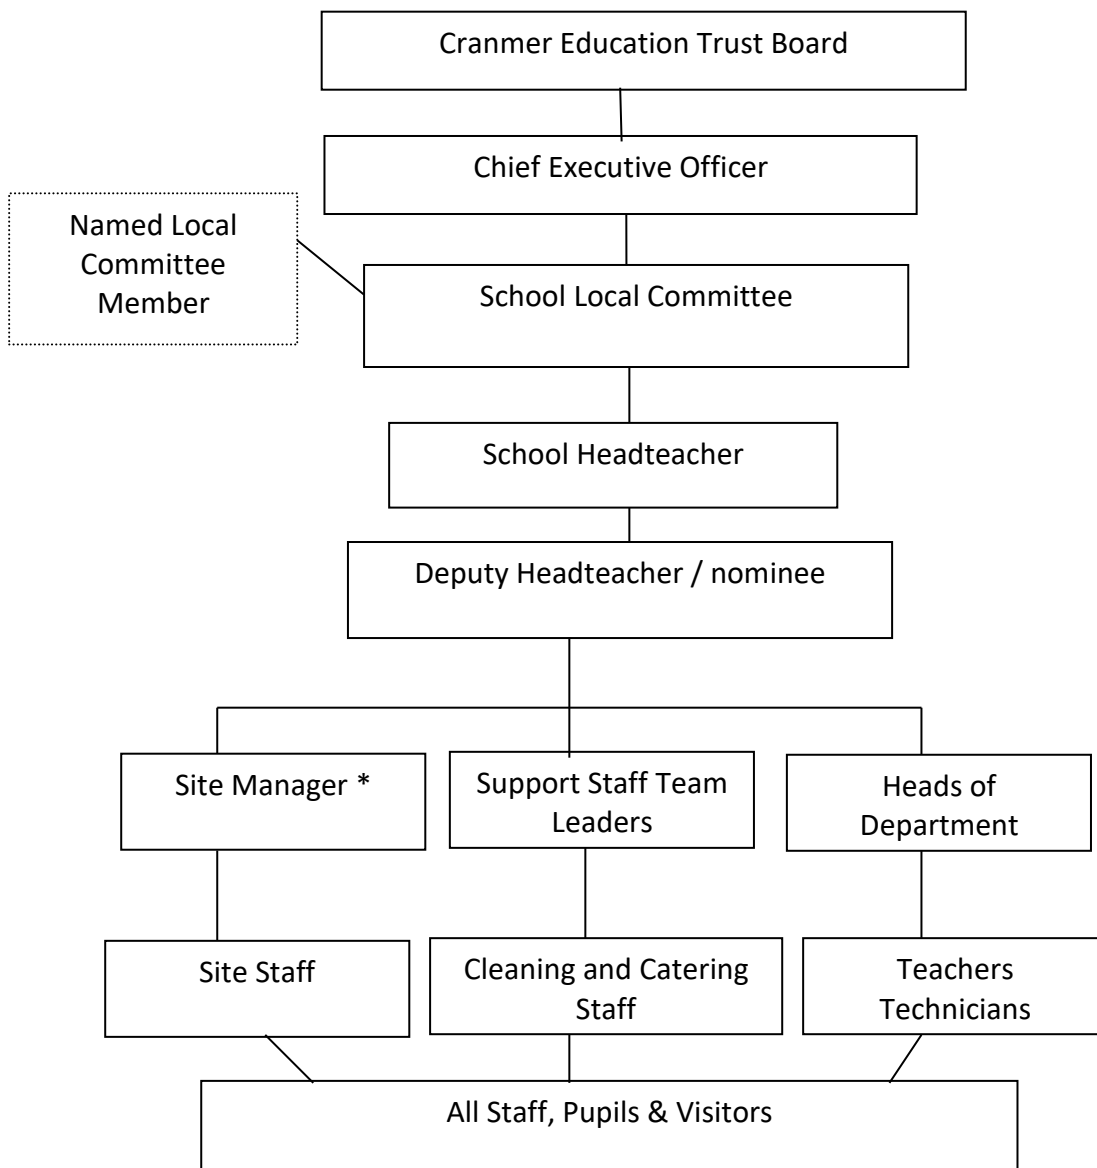 Cranmer Education Trust Board
Chief Executive Officer
Named Local
Committee
Member
School Local Committee
School Headteacher
Deputy Headteacher / nominee
Site Manager *
Support Staff Team
Leaders
Heads of
Department
Site Staff
Cleaning and Catering
Staff
Teachers
Technicians
All Staff, Pupils & Visitors